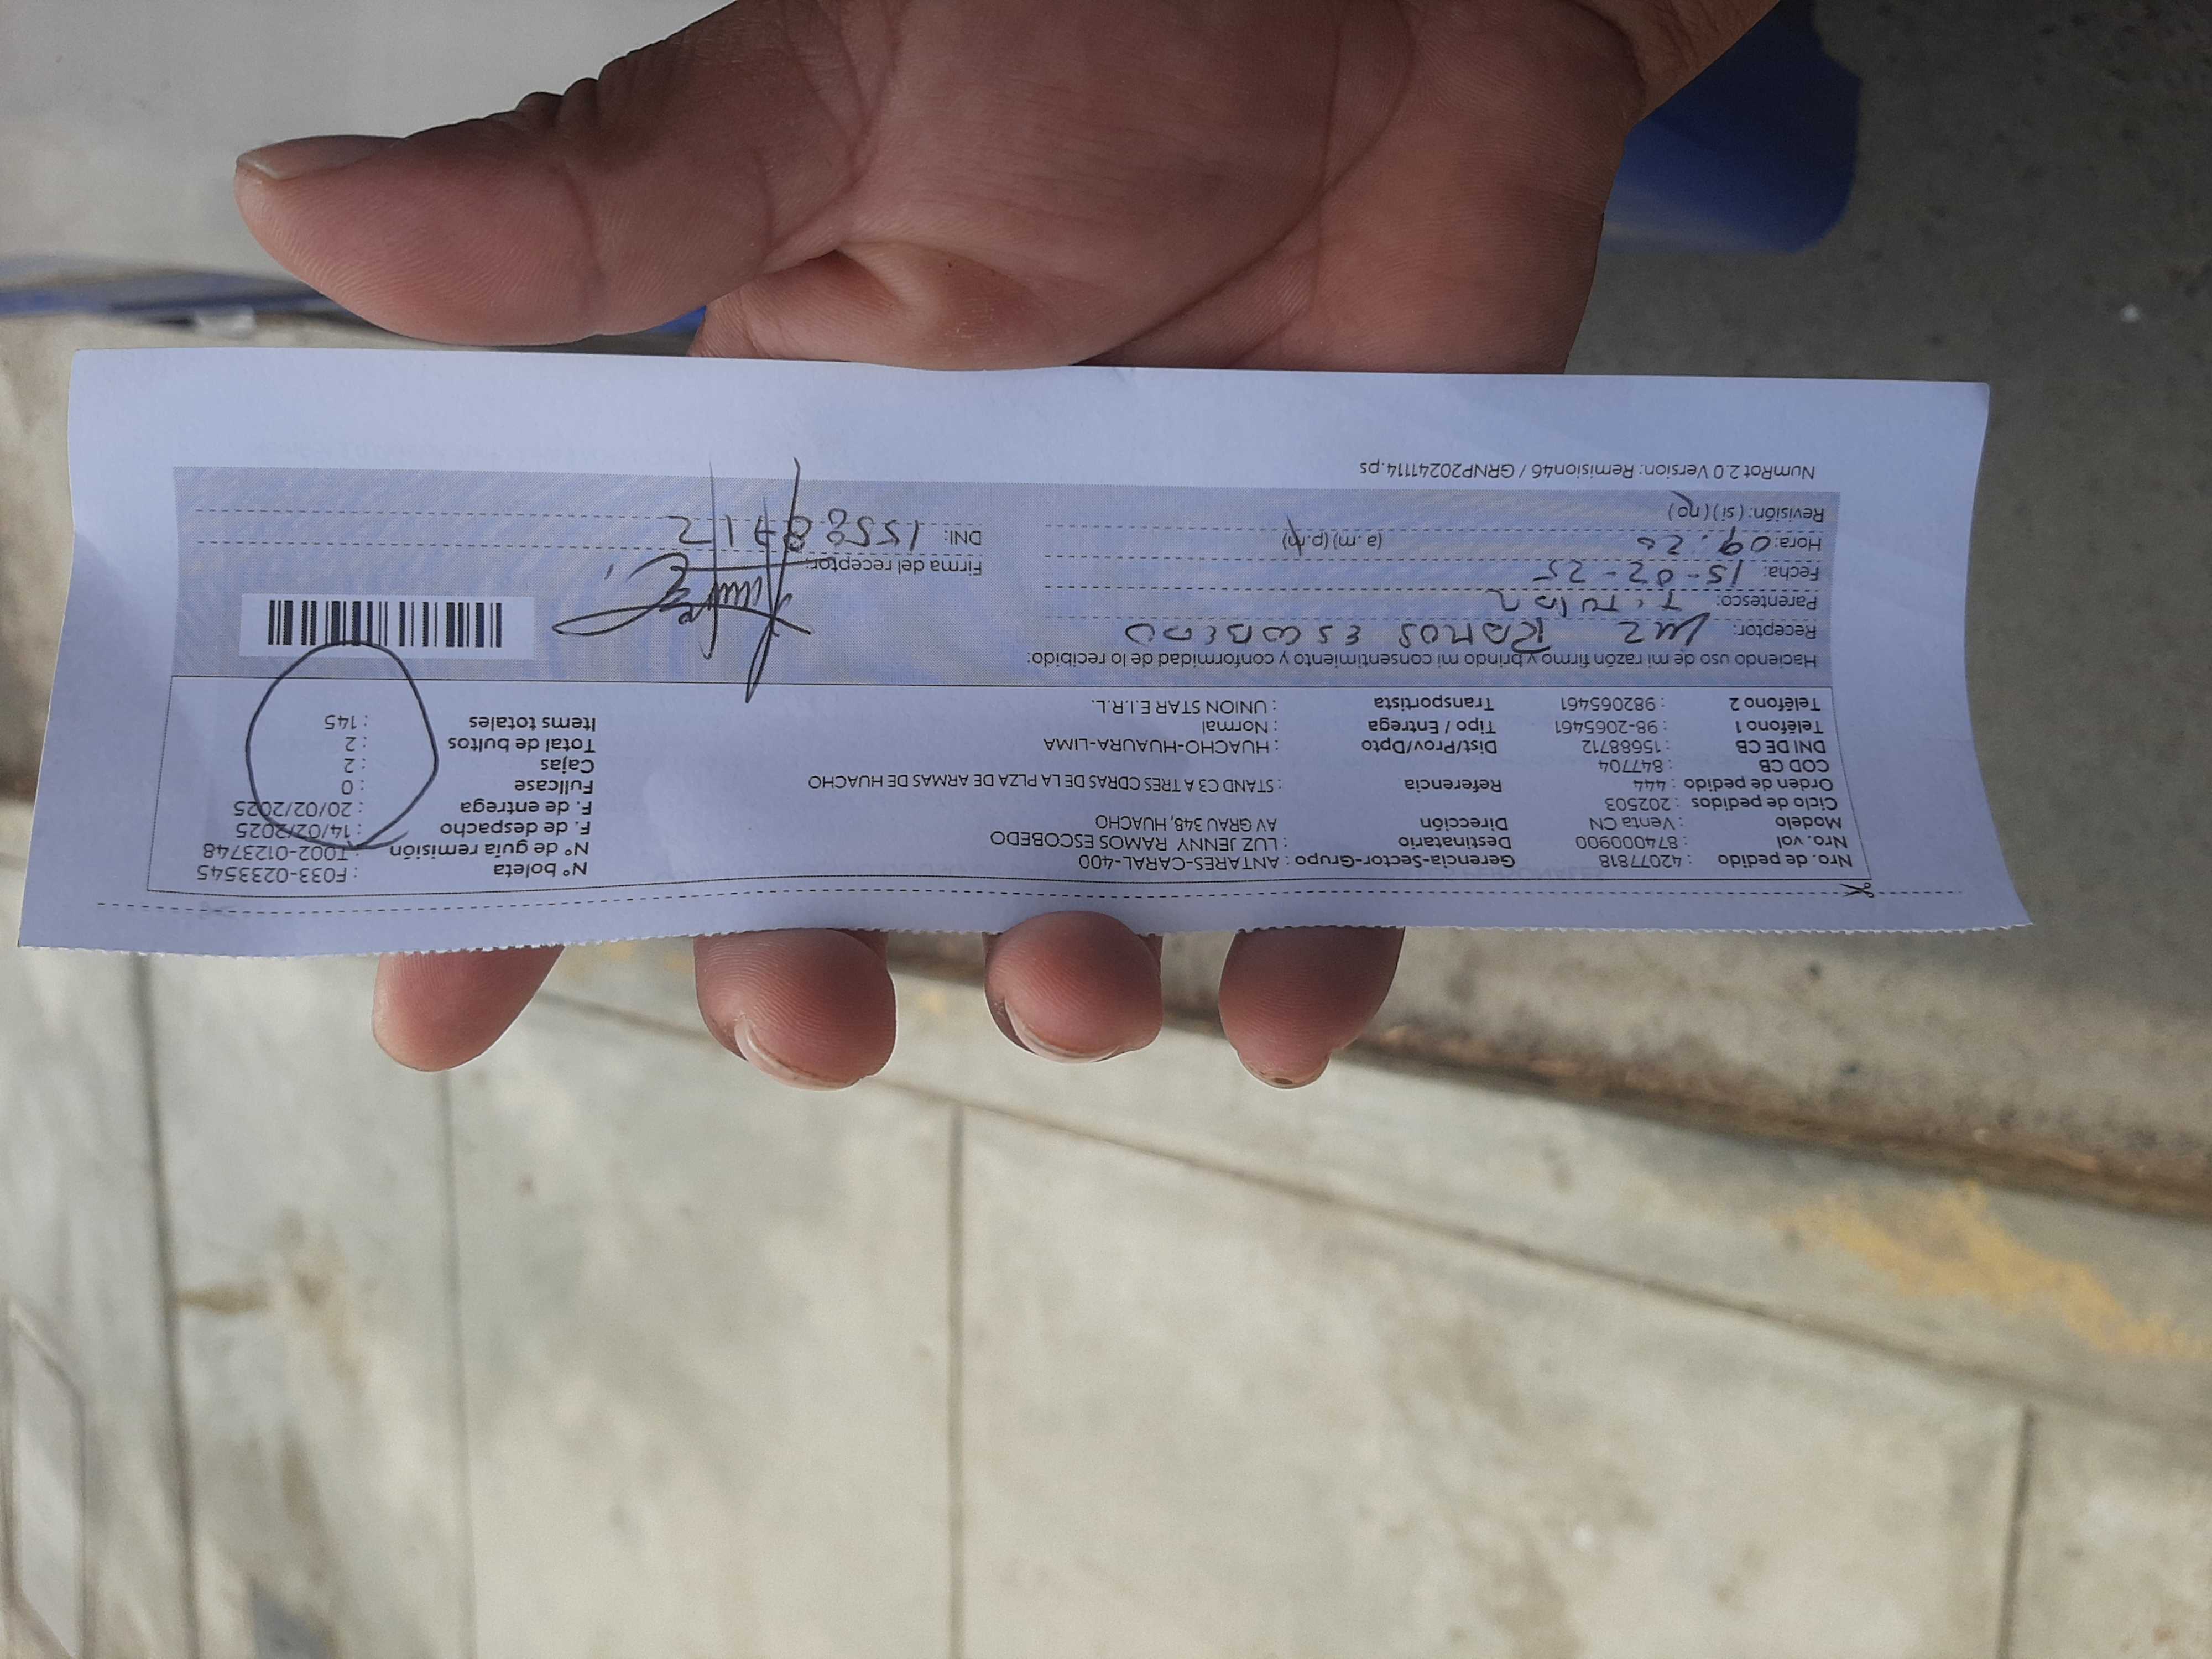 Nro. de pedido : 42077818 Gerencia-Sector-Grupo : ANTARES-CARAL-400 N° boleta : F033-0233545
Nro. val : 874000900 Destinatario : LUZ JENNY RAMOS ESCOBEDO N° de guía remisión : T002-0123748
Modelo : Venta CN Dirección AV GRAU 348, HUACHO F. de despacho : 14/02/2025
Ciclo de pedidos : 202503 F. de entrega : 20/02/2025
Orden de pedido : 444 Referencia : STAND C3 A TRES CDRAS DE LA PLZA DE ARMAS DE HUACHO Fullcase : 0
COD CB : 847704 Cajas : 2
DNI DE CB : 15688712 Dist/Prov/Dpto : HUACHO-HUAURA-LIMA Total de bultos : 2
Teléfono 1 : 98-2065461 Tipo / Entrega : Normal Items totales : 145
Teléfono 2 : 982065461 Transportista : UNION STAR E.I.R.L.
Haciendo uso de mi razón firmo y brindo mi consentimiento y conformidad de lo recibido:
Receptor: Luz RAMOS ESCOBEDO
Parentesco: Titular
Fecha: 15-02-25 Firma del receptor:
Hora: 09:20 (a.m) (p.m) DNI: 15688712
Revisión: (si) (no)
NumRot 2.0 Version: Remision46 / GRNP20241114.ps